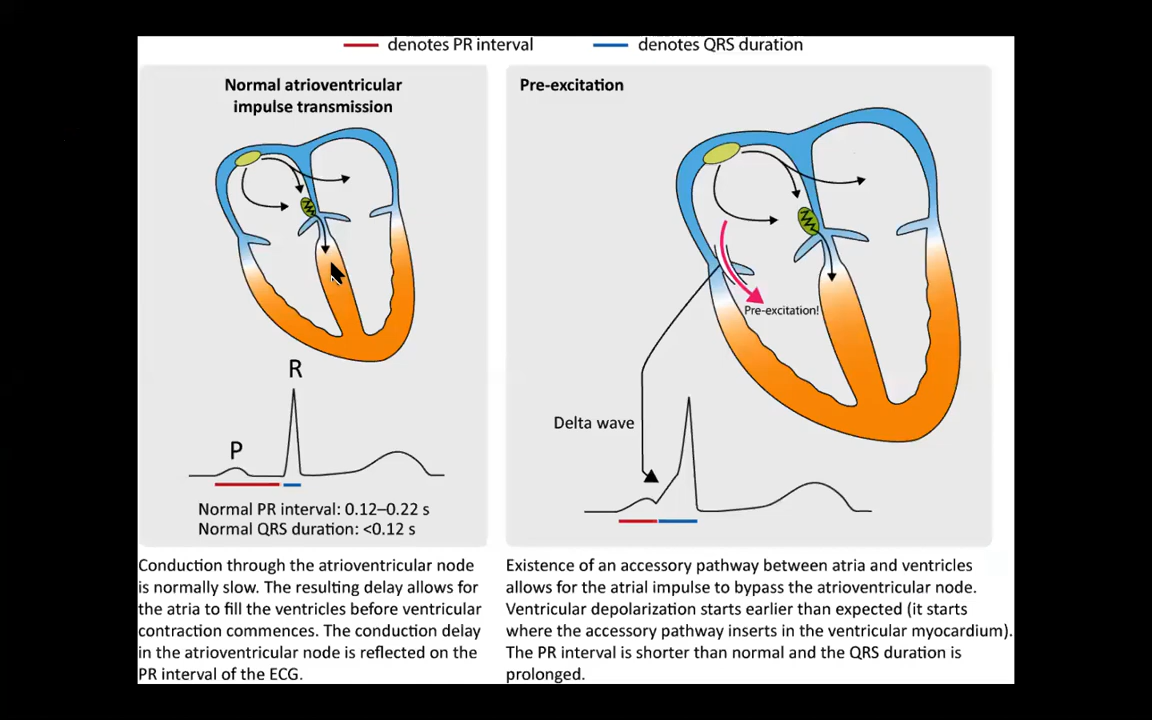 denotes PR interval
denotes QRS duration
Normal atrioventricular
impulse transmission
R
P
Normal PR interval: 0.12–0.22 s
Normal QRS duration: <0.12 s
Conduction through the atrioventricular node
is normally slow. The resulting delay allows for
the atria to fill the ventricles before ventricular
contraction commences. The conduction delay
in the atrioventricular node is reflected on the
PR interval of the ECG.
Pre-excitation
Pre-excitation!
Delta wave
Existence of an accessory pathway between atria and ventricles
allows for the atrial impulse to bypass the atrioventricular node.
Ventricular depolarization starts earlier than expected (it starts
where the accessory pathway inserts in the ventricular myocardium).
The PR interval is shorter than normal and the QRS duration is
prolonged.